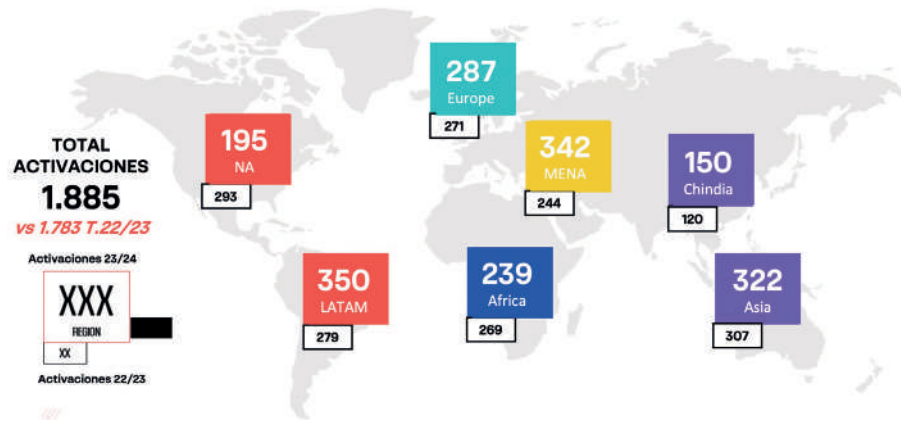 TOTAL
ACTIVACIONES
1.885
vs 1.783 T.22/23
Activaciones 23/24
XXX
REGION
XX
Activaciones 22/23
195
NA
293
287
Europe
271
342
MENA
244
150
Chindia
120
350
LATAM
279
239
Africa
269
322
Asia
307